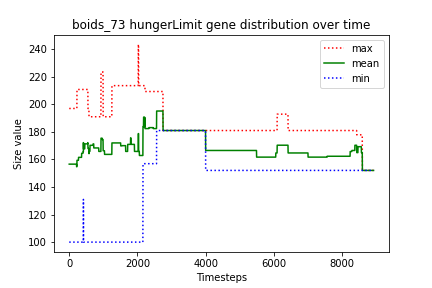 boids_73 hungerLimit gene distribution over time
max
mean
min
Size value
240
220
200
180
160
140
120
100
0
2000
4000
6000
8000
Timesteps